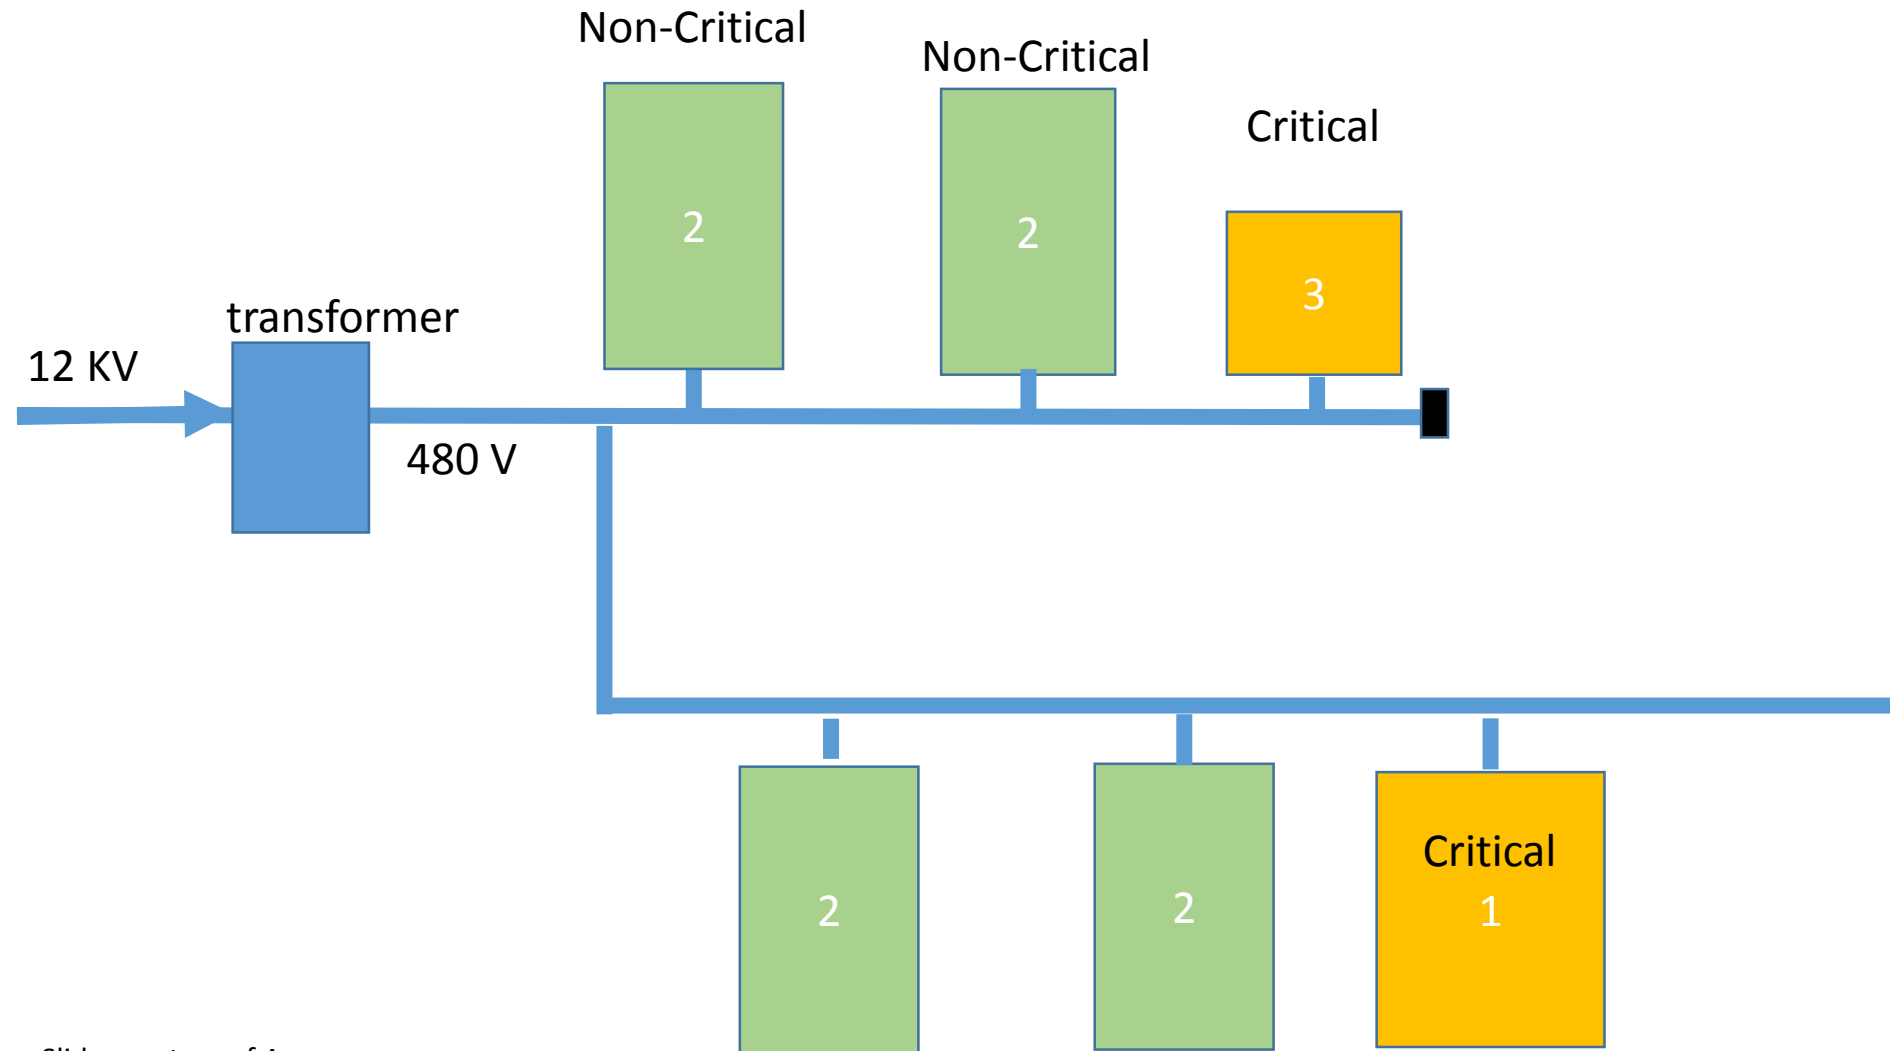 Non-Critical
Non-Critical
Critical
2
2
3
transformer
12 KV
480 V
Critical
2
2
1